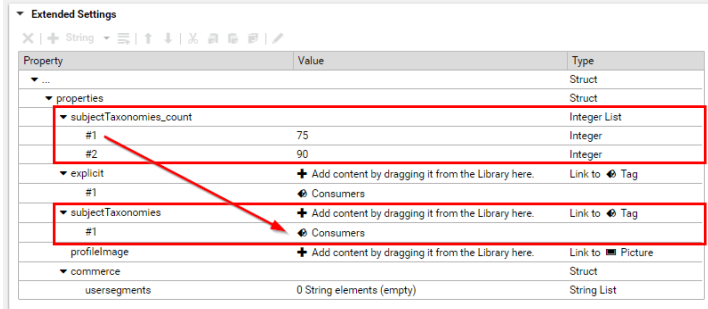 Extended Settings
String
Property Value Type
... Struct
properties Struct
subjectTaxonomies_count Integer List
#1 75 Integer
#2 90 Integer
explicit Add content by dragging it from the Library here. Link to Tag
#1 Consumers
subjectTaxonomies Add content by dragging it from the Library here. Link to Tag
#1 Consumers
profileImage Add content by dragging it from the Library here. Link to Picture
commerce Struct
usersegments 0 String elements (empty) String List